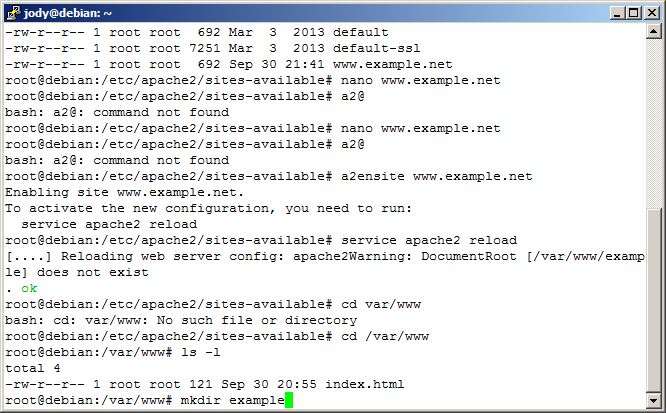 jody@debian: ~
-rw-r--r-- 1 root root  692 Mar  3  2013 default
-rw-r--r-- 1 root root 7251 Mar  3  2013 default-ssl
-rw-r--r-- 1 root root  692 Sep 30 21:41 www.example.net
root@debian:/etc/apache2/sites-available# nano www.example.net
root@debian:/etc/apache2/sites-available# a2@
bash: a2@: command not found
root@debian:/etc/apache2/sites-available# nano www.example.net
root@debian:/etc/apache2/sites-available# a2@
bash: a2@: command not found
root@debian:/etc/apache2/sites-available# a2ensite www.example.net
Enabling site www.example.net.
To activate the new configuration, you need to run:
  service apache2 reload
root@debian:/etc/apache2/sites-available# service apache2 reload
[....] Reloading web server config: apache2Warning: DocumentRoot [/var/www/examp
le] does not exist
. ok
root@debian:/etc/apache2/sites-available# cd var/www
bash: cd: var/www: No such file or directory
root@debian:/etc/apache2/sites-available# cd /var/www
root@debian:/var/www# ls -l
total 4
-rw-r--r-- 1 root root 121 Sep 30 20:55 index.html
root@debian:/var/www# mkdir example